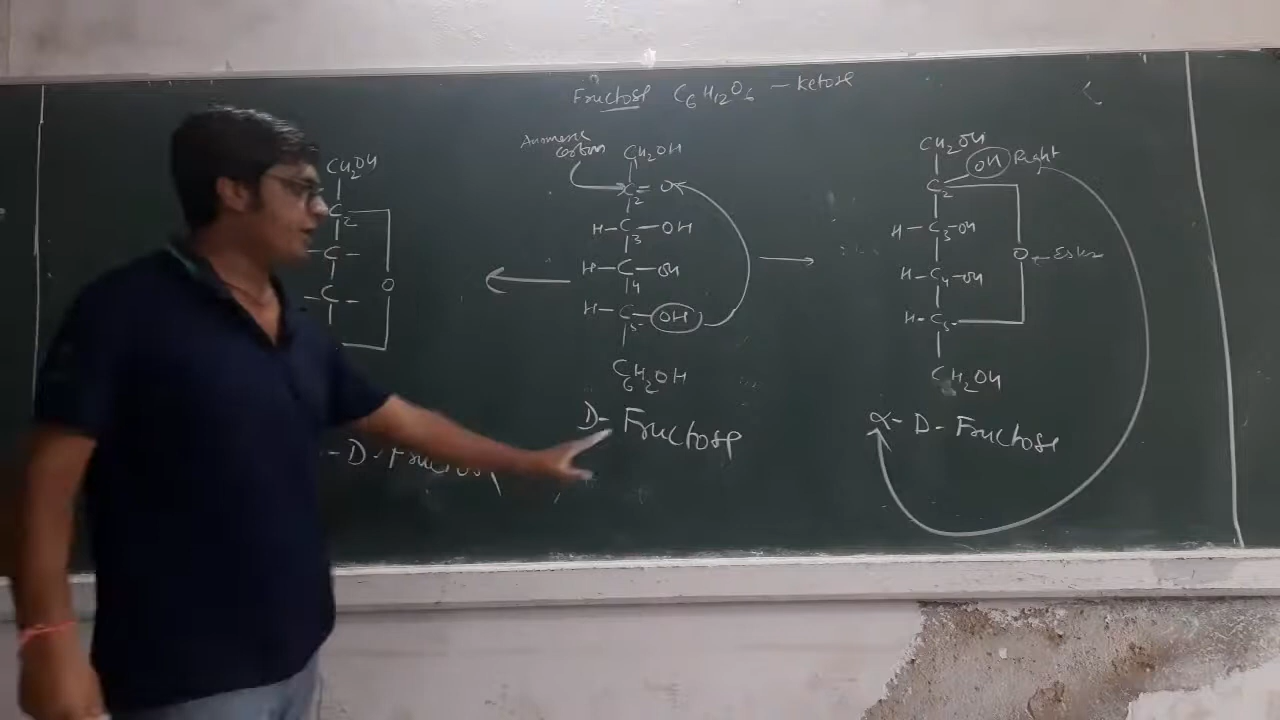 Fructose C6H12O6 - Ketose
CH2OH
C2
C
C
O
- D - Fructose
Anomeric
carbon
CH2OH
C2 = O
H - C3 - OH
H - C4 - OH
H - C5 - OH
C6H2OH
D - Fructose
CH2OH
OH Right
C2
H - C3 - OH
O
H - C4 - OH
H - C5 -
CH2OH
α - D - Fructose